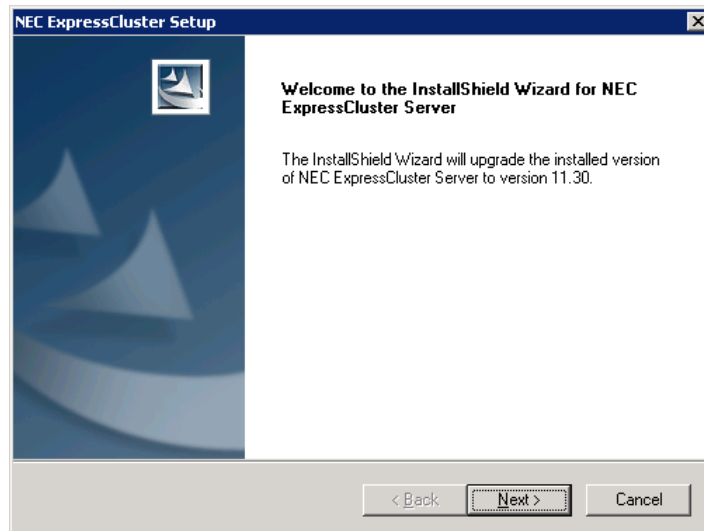 NEC ExpressCluster Setup
Welcome to the InstallShield Wizard for NEC
ExpressCluster Server
The InstallShield Wizard will upgrade the installed version
of NEC ExpressCluster Server to version 11.30.
< Back
Next >
Cancel